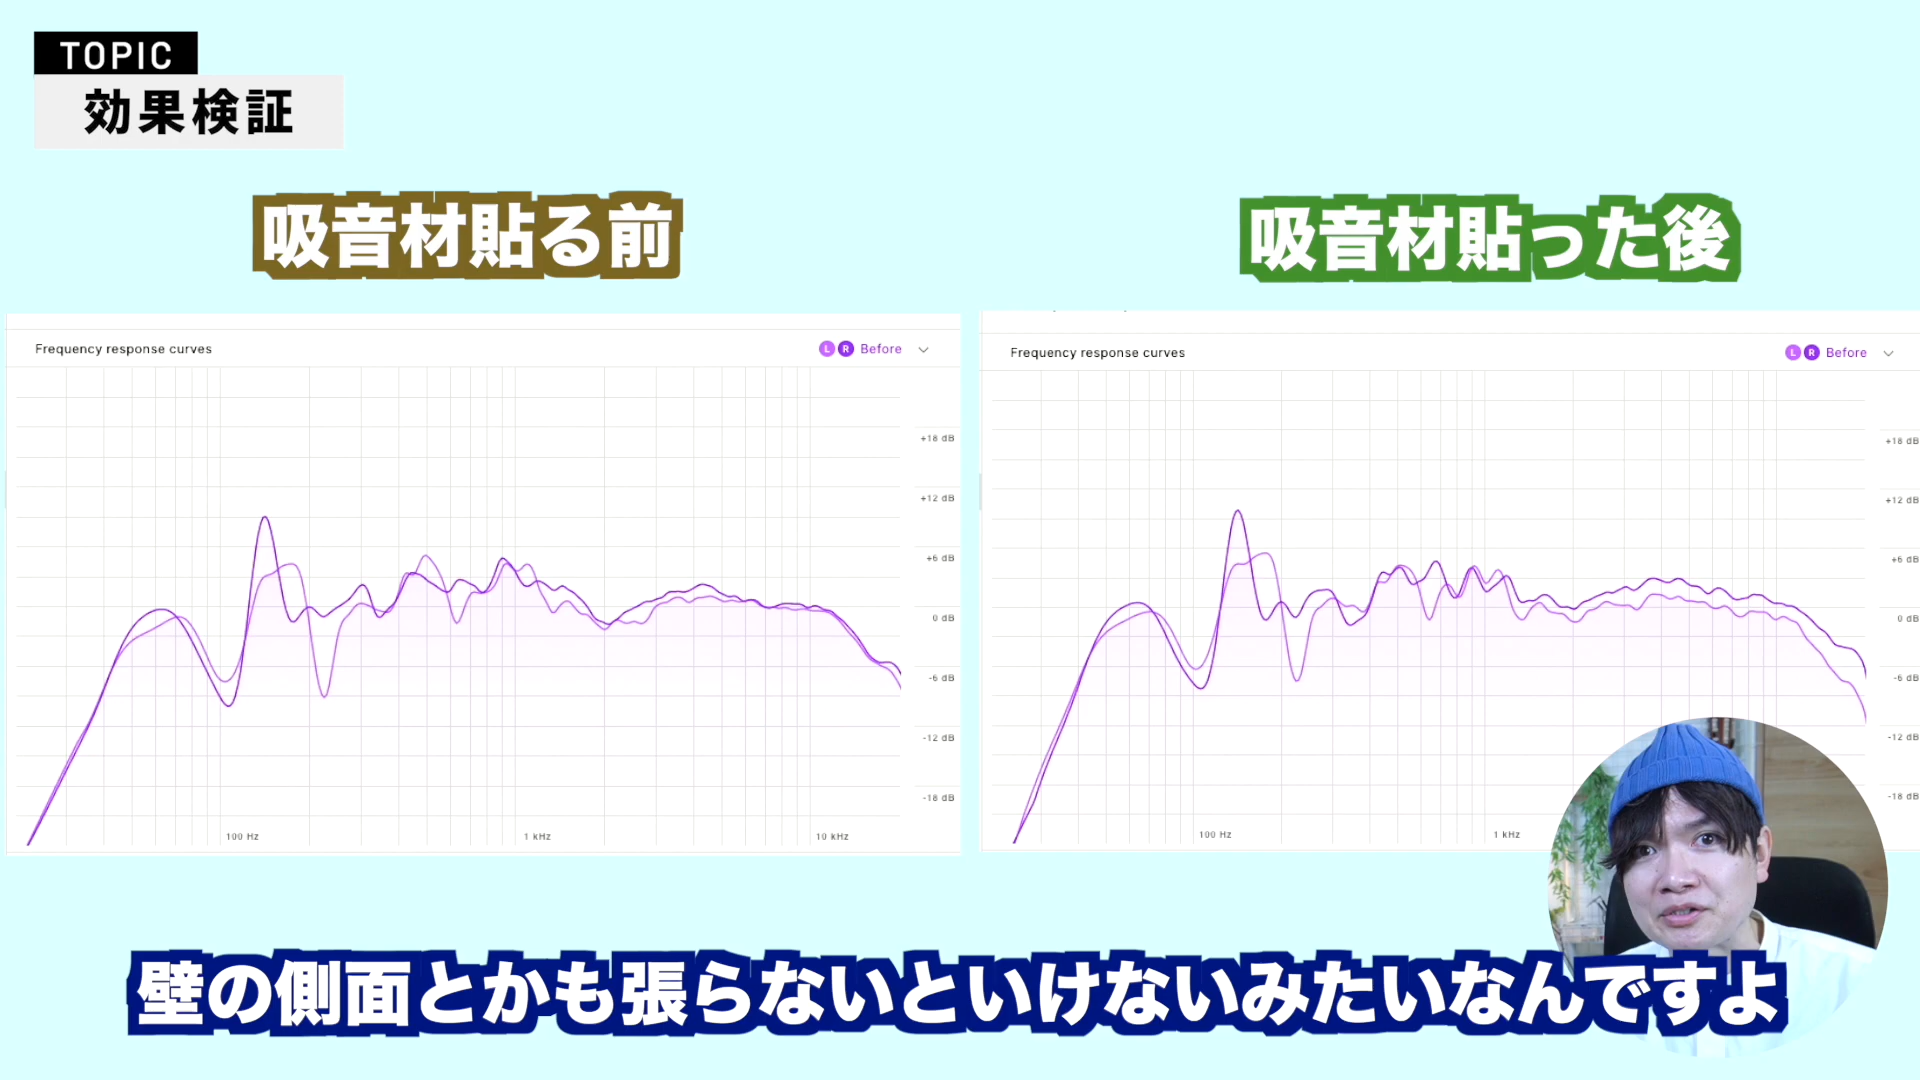 TOPIC
効果検証
吸音材貼る前
吸音材貼った後
Frequency response curves
L R Before
+18 dB
+12 dB
+6 dB
0 dB
-6 dB
-12 dB
-18 dB
100 Hz
1 kHz
10 kHz
Frequency response curves
L R Before
+18 dB
+12 dB
+6 dB
0 dB
-6 dB
-12 dB
-18 dB
100 Hz
1 kHz
壁の側面とかも張らないといけないみたいなんですよ